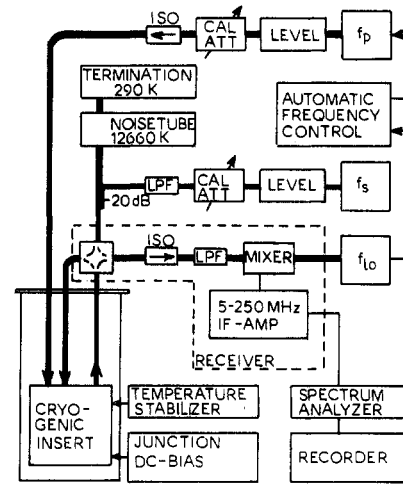 ISO
CAL
ATT
LEVEL
fp
TERMINATION
290 K
NOISETUBE
12660 K
AUTOMATIC
FREQUENCY
CONTROL
LPF
CAL
ATT
LEVEL
fs
-20dB
ISO
LPF
MIXER
flo
5-250 MHz
IF-AMP
RECEIVER
CRYO-
GENIC
INSERT
TEMPERATURE
STABILIZER
JUNCTION
DC-BIAS
SPECTRUM
ANALYZER
RECORDER